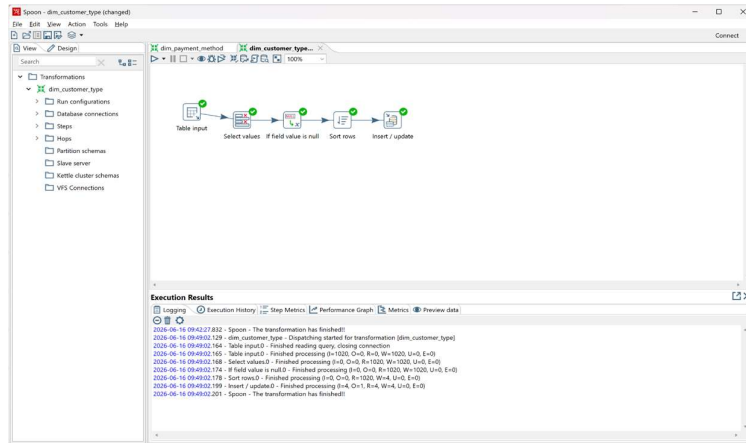 Spoon - dim_customer_type (changed)
File Edit View Action Tools Help
Connect
View Design
Search
Transformations
dim_customer_type
Run configurations
Database connections
Steps
Hops
Partition schemas
Slave server
Kettle cluster schemas
VFS Connections
dim_payment_method dim_customer_type...
100%
Table input
Select values
If field value is null
Sort rows
Insert / update
Execution Results
Logging Execution History Step Metrics Performance Graph Metrics Preview data
2026-06-16 09:42:27.832 - Spoon - The transformation has finished!!
2026-06-16 09:49:02.129 - dim_customer_type - Dispatching started for transformation [dim_customer_type]
2026-06-16 09:49:02.164 - Table input.0 - Finished reading query, closing connection
2026-06-16 09:49:02.165 - Table input.0 - Finished processing (I=1020, O=0, R=0, W=1020, U=0, E=0)
2026-06-16 09:49:02.168 - Select values.0 - Finished processing (I=0, O=0, R=1020, W=1020, U=0, E=0)
2026-06-16 09:49:02.174 - If field value is null.0 - Finished processing (I=0, O=0, R=1020, W=1020, U=0, E=0)
2026-06-16 09:49:02.178 - Sort rows.0 - Finished processing (I=0, O=0, R=1020, W=4, U=0, E=0)
2026-06-16 09:49:02.199 - Insert / update.0 - Finished processing (I=4, O=1, R=4, W=4, U=0, E=0)
2026-06-16 09:49:02.201 - Spoon - The transformation has finished!!